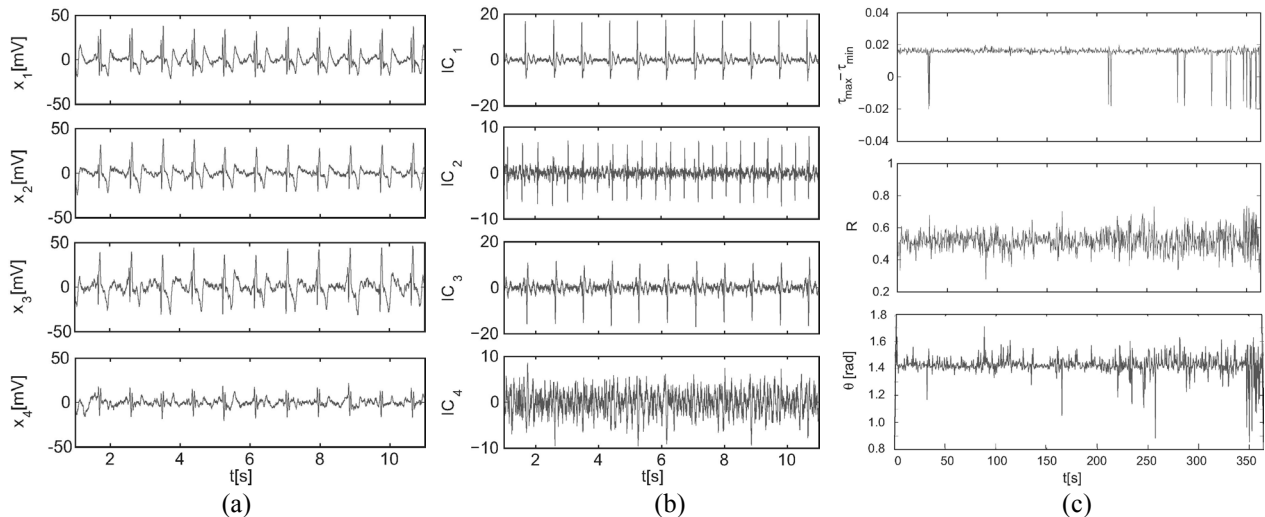 50
0
-50
x1[mV]
50
0
-50
x2[mV]
50
0
-50
x3[mV]
50
0
-50
x4[mV]
2 4 6 8 10
t[s]
(a)
20
0
−20
IC1
10
0
−10
IC2
20
0
−20
IC3
10
0
−10
IC4
2 4 6 8 10
t[s]
(b)
0.04
0.02
0
−0.02
−0.04
τmax−τmin
1
0.8
0.6
0.4
0.2
R
1.8
1.6
1.4
1.2
1.0
0.8
θ [rad]
0 50 100 150 210 250 300 350
t[s]
(c)